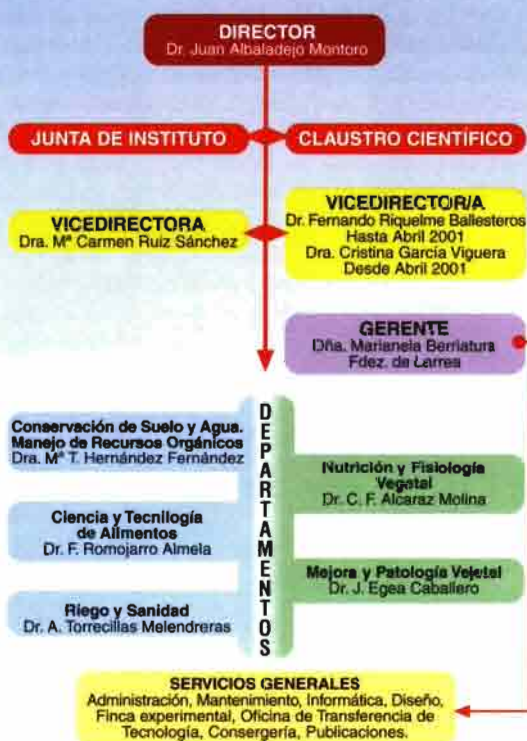 DIRECTOR
Dr. Juan Albaladejo Montoro
JUNTA DE INSTITUTO
CLAUSTRO CIENTÍFICO
VICEDIRECTORA
Dra. Mª Carmen Ruiz Sánchez
VICEDIRECTOR/A
Dr. Fernando Riquelme Ballesteros
Hasta Abril 2001
Dra. Cristina García Viguera
Desde Abril 2001
GERENTE
Dña. Marianela Berriatura
Fdez. de Larrea
DEPARTAMENTOS
Conservación de Suelo y Agua.
Manejo de Recursos Orgánicos
Dra. Mª T. Hernández Fernández
Ciencia y Tecnilogía
de Alimentos
Dr. F. Romojarro Almela
Riego y Sanidad
Dr. A. Torrecillas Melendreras
Nutrición y Fisiología
Vegetal
Dr. C. F. Alcaraz Molina
Mejora y Patología Vejetal
Dr. J. Egea Caballero
SERVICIOS GENERALES
Administración, Mantenimiento, Informática, Diseño,
Finca experimental, Oficina de Transferencia de
Tecnología, Consergería, Publicaciones.